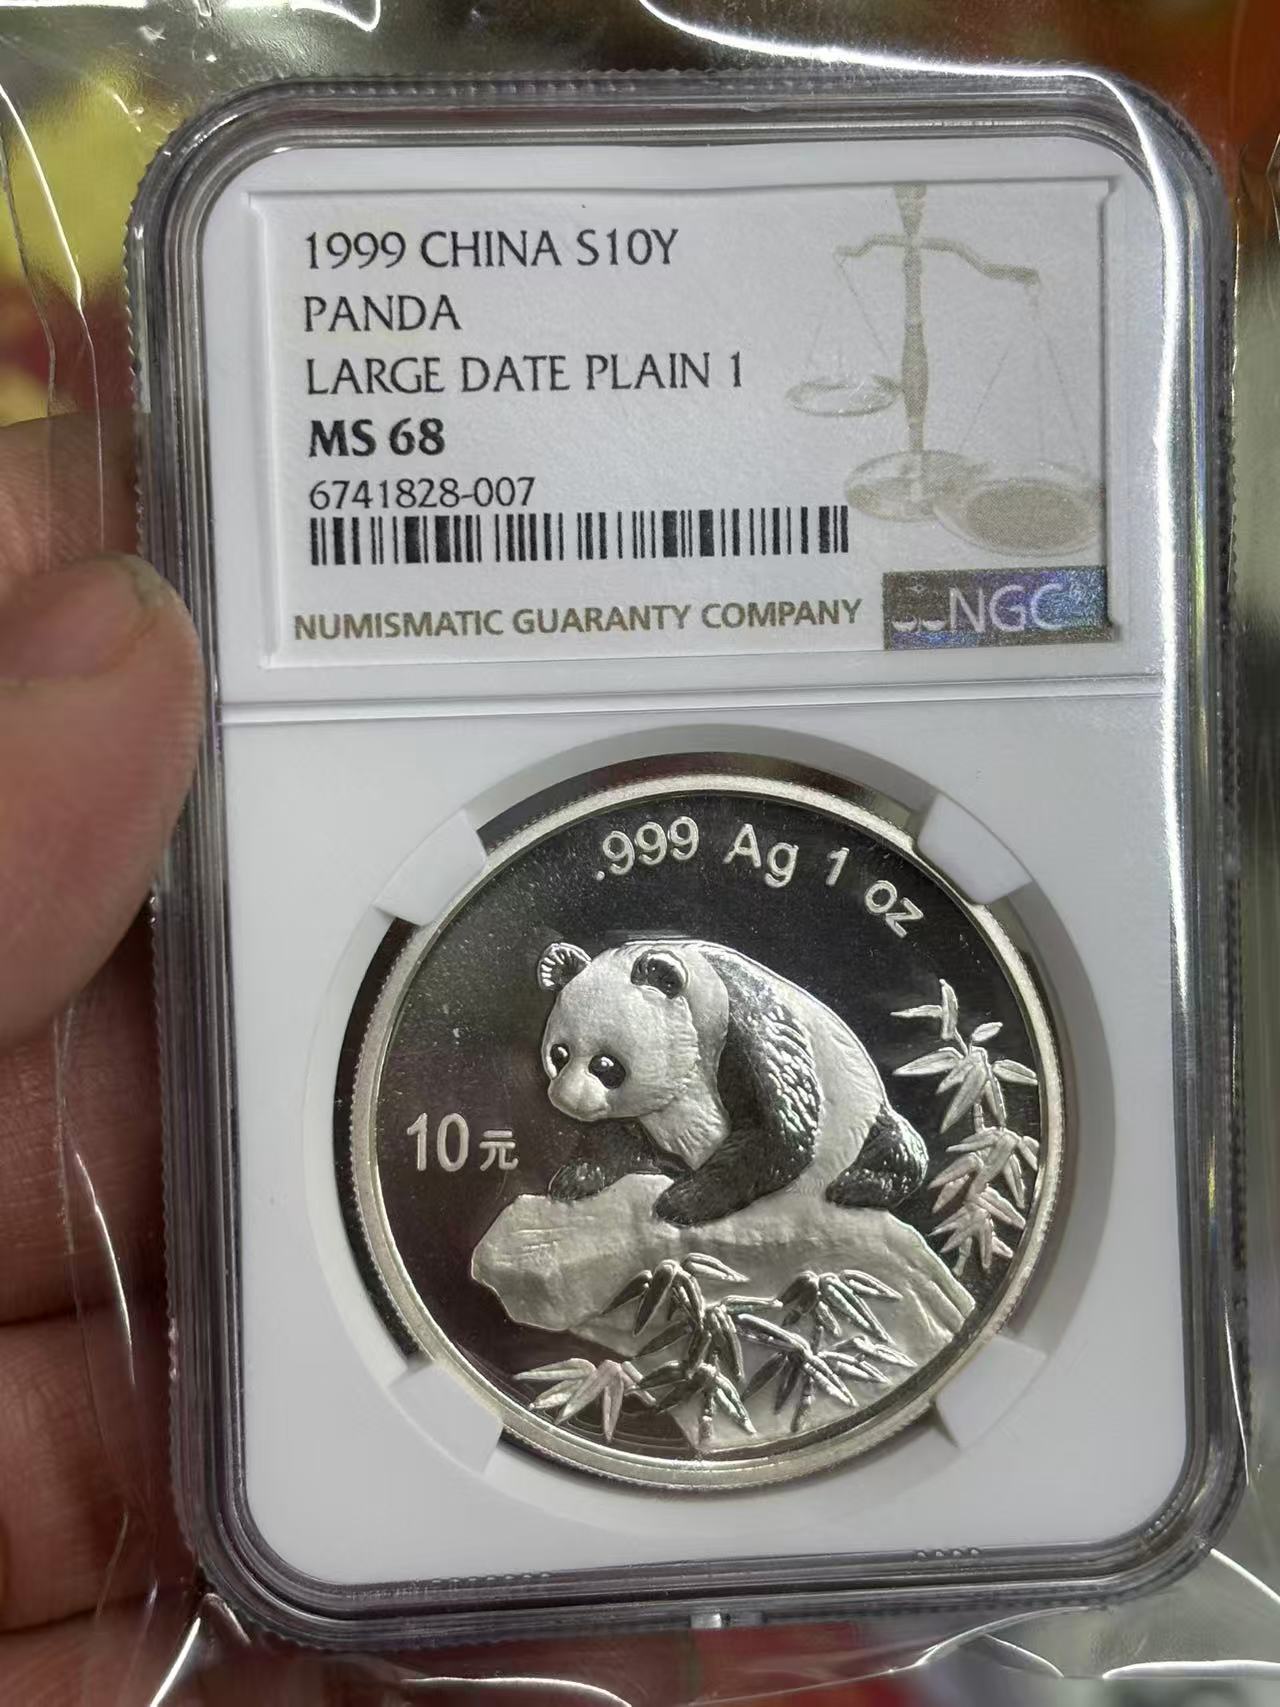 1999 CHINA S10Y
PANDA
LARGE DATE PLAIN 1
MS 68
6741828-007
NUMISMATIC GUARANTY COMPANY
NGC
.999 Ag 1 oz
10元